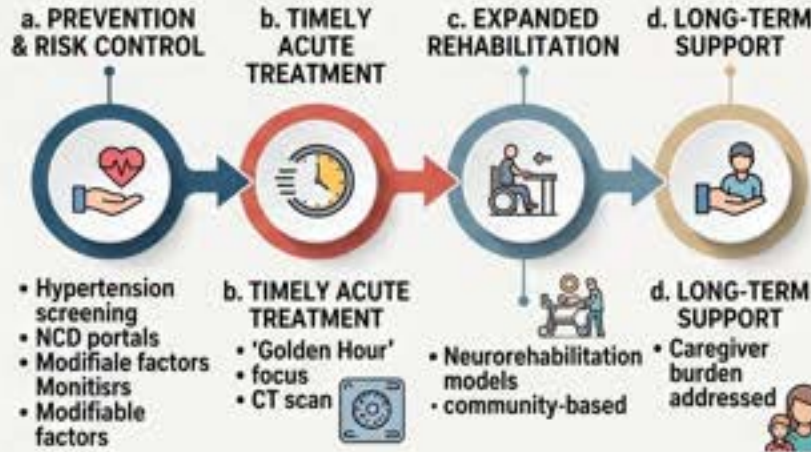 a. PREVENTION
& RISK CONTROL
b. TIMELY
ACUTE
TREATMENT
c. EXPANDED
REHABILITATION
d. LONG-TERM
SUPPORT
• Hypertension
screening
• NCD portals
• Modifiale factors
Monitisrs
• Modifiable
factors
b. TIMELY ACUTE
TREATMENT
• 'Golden Hour'
• focus
• CT scan
• Neurorehabilitation
models
• community-based
d. LONG-TERM
SUPPORT
• Caregiver
burden
addressed